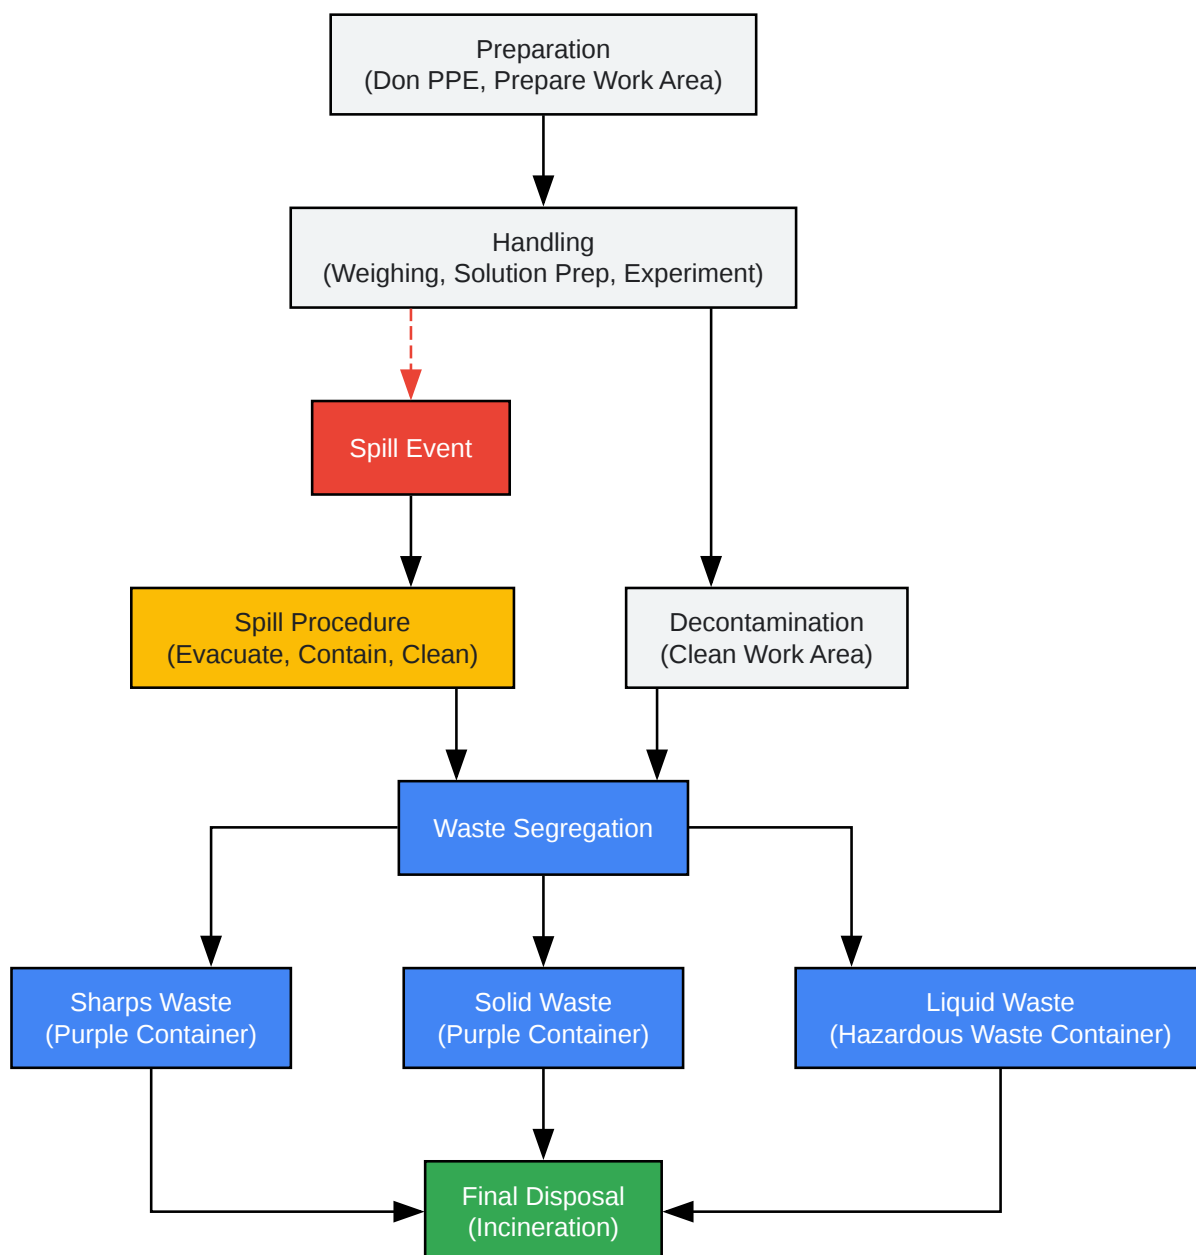 Preparation
(Don PPE, Prepare Work Area)
Handling
(Weighing, Solution Prep, Experiment)
Spill Event
Spill Procedure
(Evacuate, Contain, Clean)
Decontamination
(Clean Work Area)
Waste Segregation
Sharps Waste
(Purple Container)
Solid Waste
(Purple Container)
Liquid Waste
(Hazardous Waste Container)
Final Disposal
(Incineration)